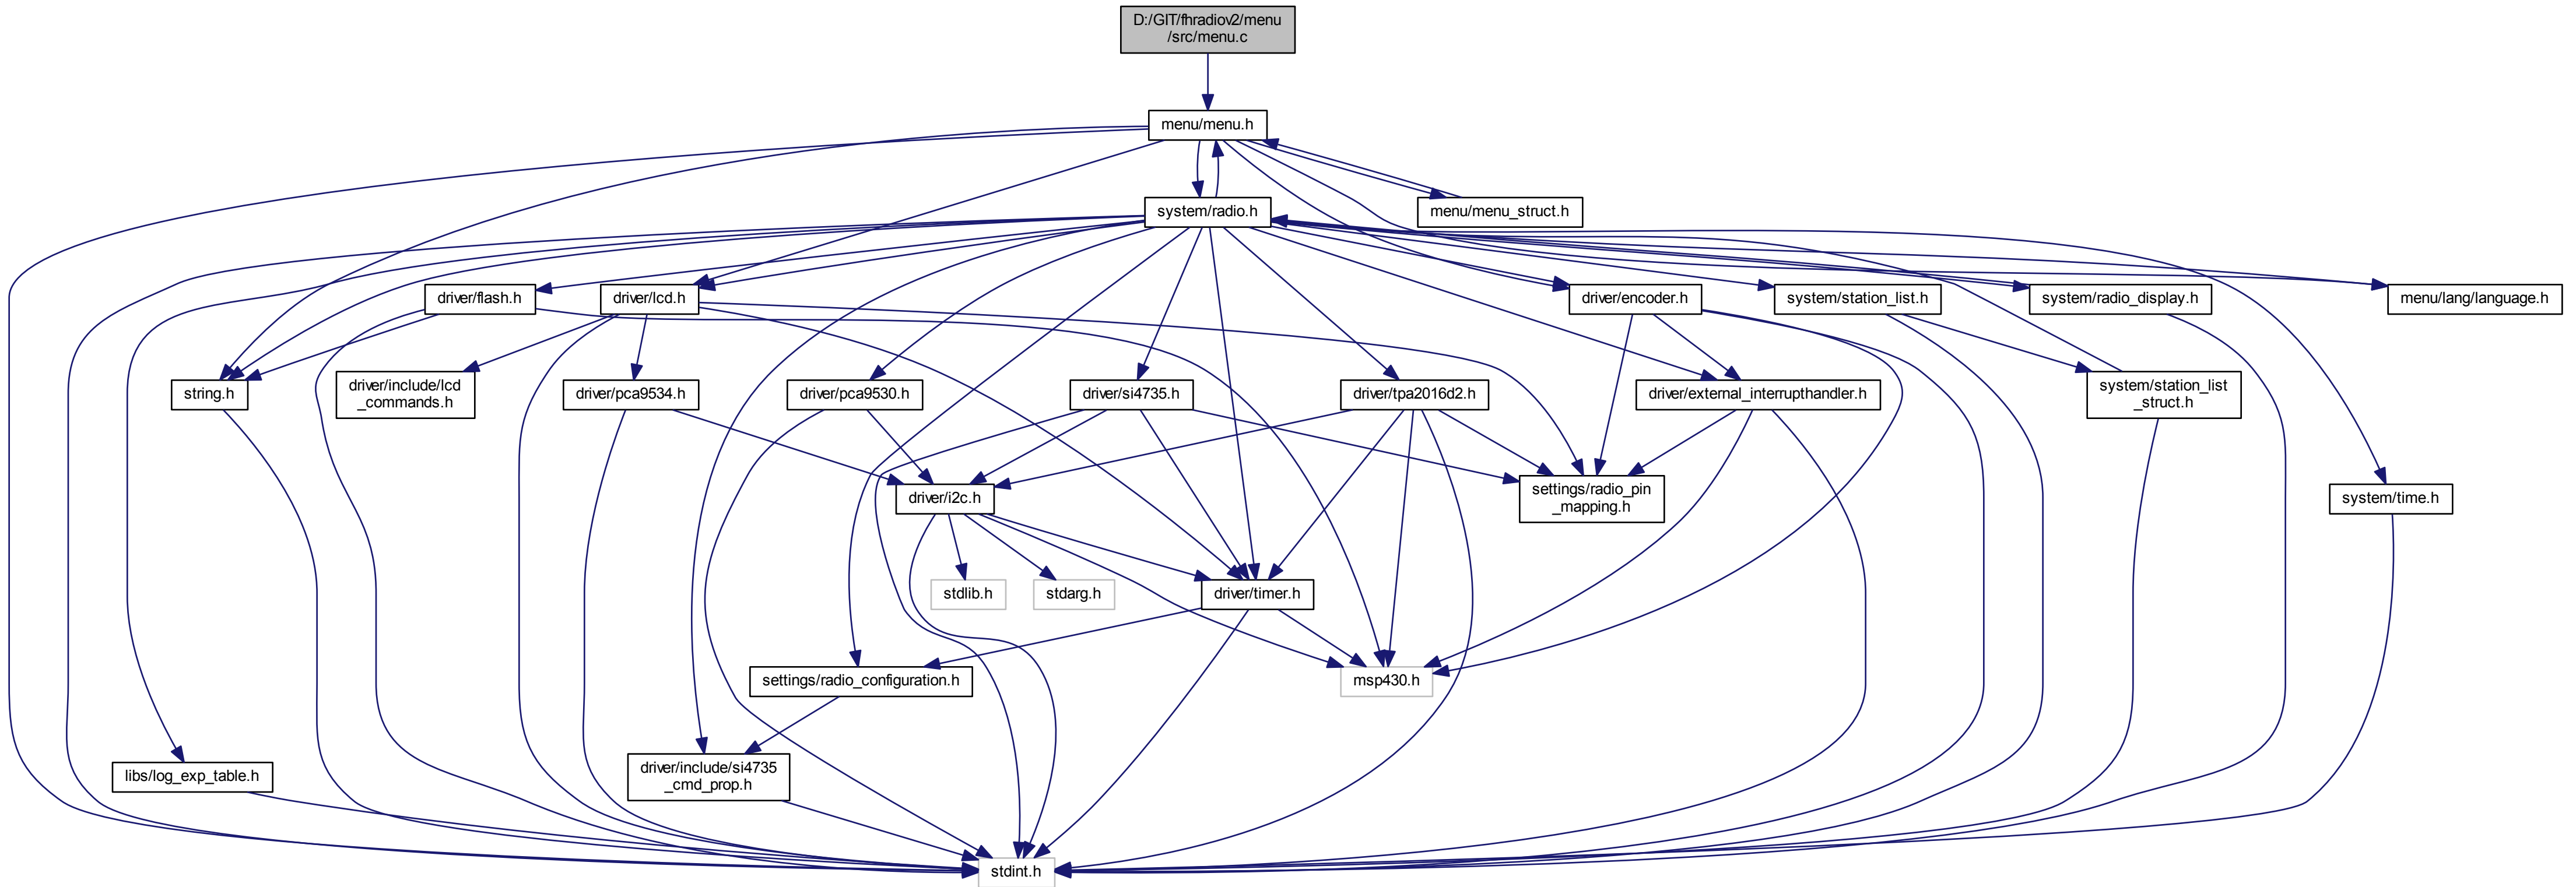 D:/GIT/fhradiov2/menu
/src/menu.c
menu/menu.h
system/radio.h
menu/menu_struct.h
driver/flash.h
driver/lcd.h
driver/encoder.h
system/station_list.h
system/radio_display.h
menu/lang/language.h
string.h
driver/include/lcd
_commands.h
driver/pca9534.h
driver/pca9530.h
driver/si4735.h
driver/tpa2016d2.h
driver/external_interrupthandler.h
system/station_list
_struct.h
driver/i2c.h
settings/radio_pin
_mapping.h
system/time.h
stdlib.h
stdarg.h
driver/timer.h
settings/radio_configuration.h
msp430.h
libs/log_exp_table.h
driver/include/si4735
_cmd_prop.h
stdint.h